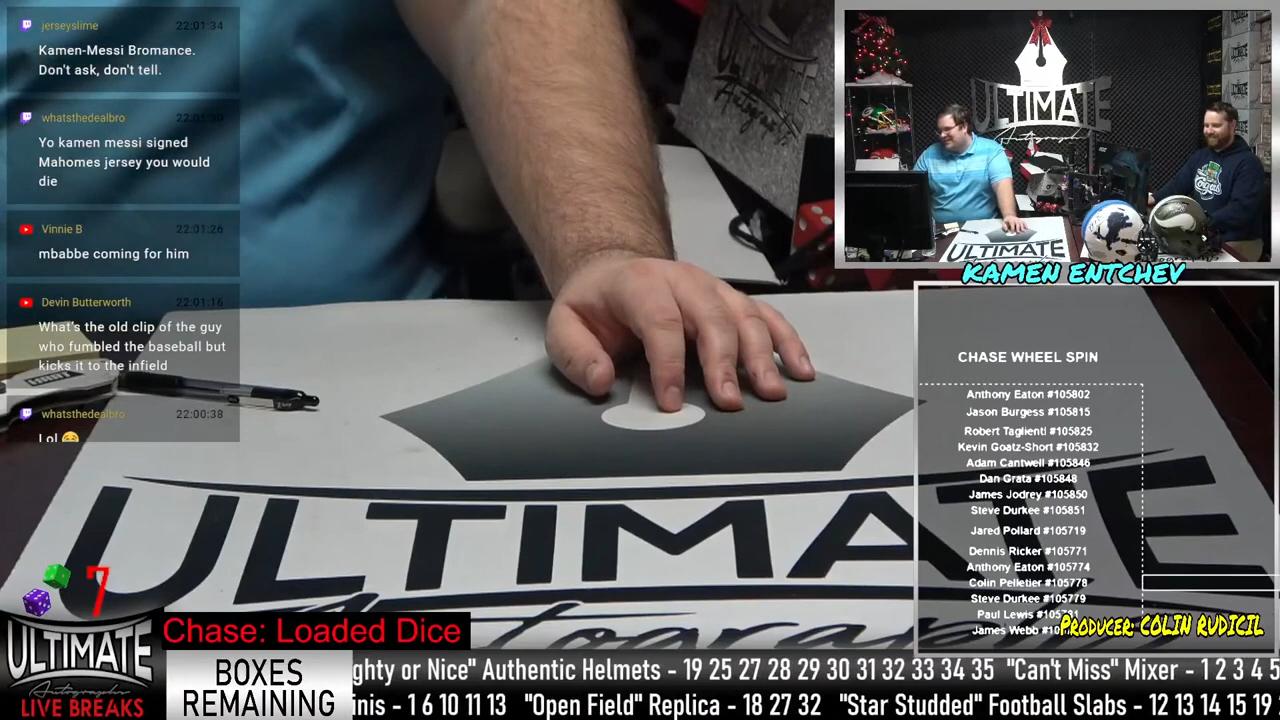 jerseyslime 22:01:34
Kamen-Messi Bromance.
Don't ask, don't tell.
whatsthedealbro 22:01:30
Yo kamen messi signed
Mahomes jersey you would
die
Vinnie B 22:01:26
mbabbe coming for him
Devin Butterworth 22:01:16
What's the old clip of the guy
who fumbled the baseball but
kicks it to the infield
whatsthedealbro 22:00:38
Lol
ULTIMATE
Autographs
ULTIMATE
KAMEN ENTCHEV
CHASE WHEEL SPIN
Anthony Eaton #105802
Jason Burgess #105815
Robert Taglienti #105825
Kevin Goatz-Short #105832
Adam Cantwell #105846
Dan Grata #105848
James Jodrey #105850
Steve Durkee #105851
Jared Pollard #105719
Dennis Ricker #105771
Anthony Eaton #105774
Colin Pelletier #105778
Steve Durkee #105779
Paul Lewis
James Webb
Producer: COLIN RUDICIL
ULTIMATE
Autographs
7
ULTIMATE
Autographs
LIVE BREAKS
Chase: Loaded Dice
BOXES
REMAINING
ghty or Nice" Authentic Helmets - 19 25 27 28 29 30 31 32 33 34 35 "Can't Miss" Mixer - 1 2 3 4 5
inis - 1 6 10 11 13 "Open Field" Replica - 18 27 32 "Star Studded" Football Slabs - 12 13 14 15 19